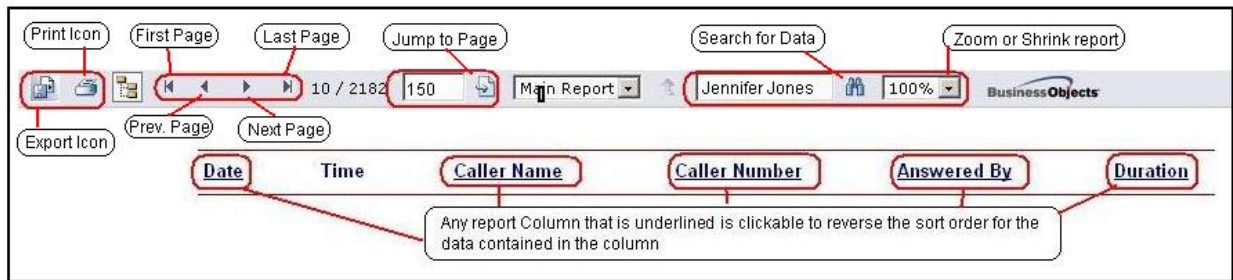 Print Icon
First Page
Last Page
Jump to Page
Search for Data
Zoom or Shrink report
10 / 2182
150
Main Report
Jennifer Jones
100%
BusinessObjects
Export Icon
Prev. Page
Next Page
Date
Time
Caller Name
Caller Number
Answered By
Duration
Any report Column that is underlined is clickable to reverse the sort order for the
data contained in the column